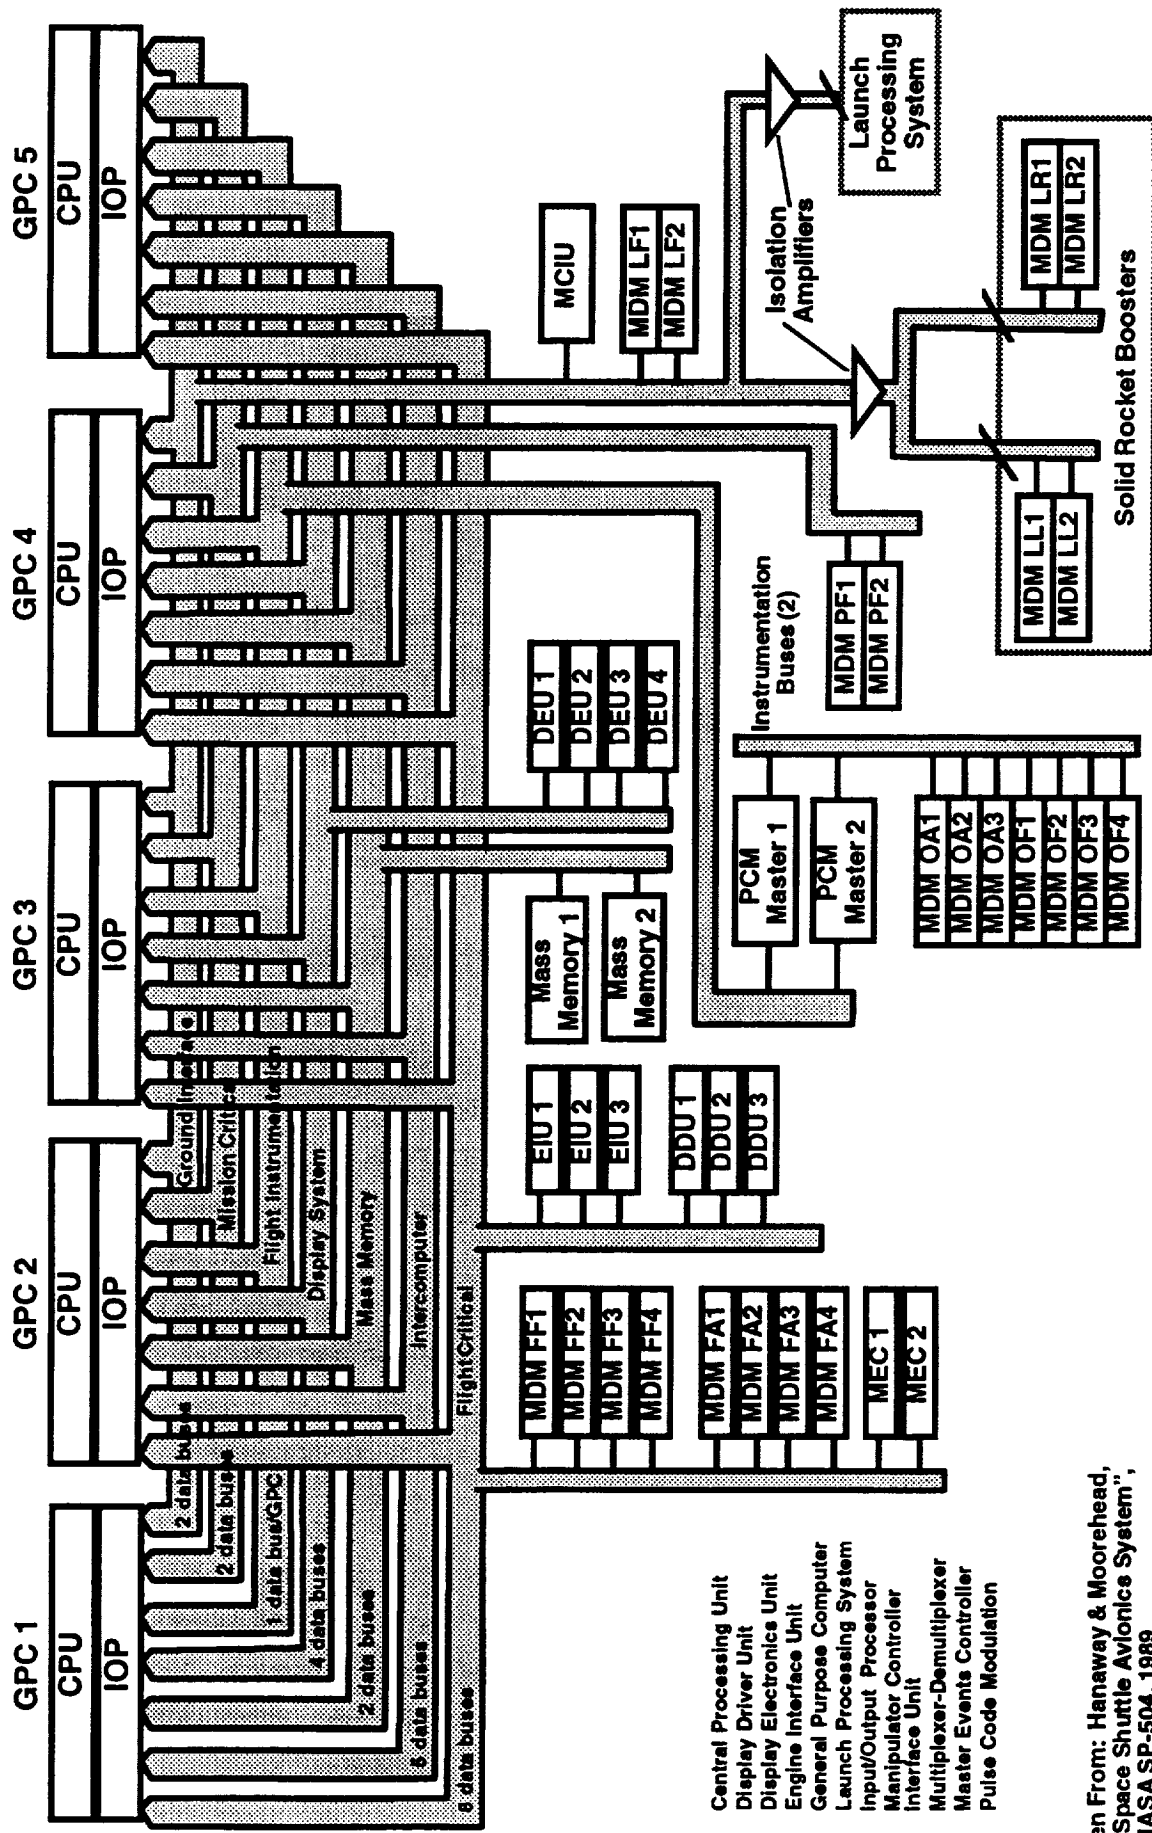 GPC 1
CPU
IOP
GPC 2
CPU
IOP
GPC 3
CPU
IOP
GPC 4
CPU
IOP
GPC 5
CPU
IOP
2 data buses
Ground Interface
2 data buses
Mission Critical
1 data bus/GPC
Flight Instrumentation
4 data buses
Display System
2 data buses
Mass Memory
5 data buses
Intercomputer
8 data buses
Flight Critical
MDM FF1
MDM FF2
MDM FF3
MDM FF4
MDM FA1
MDM FA2
MDM FA3
MDM FA4
MEC 1
MEC 2
EIU 1
EIU 2
EIU 3
DDU 1
DDU 2
DDU 3
Mass
Memory 1
Mass
Memory 2
DEU 1
DEU 2
DEU 3
DEU 4
PCM
Master 1
PCM
Master 2
Instrumentation
Buses (2)
MDM OA1
MDM OA2
MDM OA3
MDM OF1
MDM OF2
MDM OF3
MDM OF4
MDM PF1
MDM PF2
MCIU
MDM LF1
MDM LF2
Isolation
Amplifiers
Launch
Processing
System
MDM LL1
MDM LL2
MDM LR1
MDM LR2
Solid Rocket Boosters
Central Processing Unit
Display Driver Unit
Display Electronics Unit
Engine Interface Unit
General Purpose Computer
Launch Processing System
Input/Output Processor
Manipulator Controller
Interface Unit
Multiplexer-Demultiplexer
Master Events Controller
Pulse Code Modulation
en From: Hanaway & Moorehead,
Space Shuttle Avionics System",
IASA SP-504, 1989